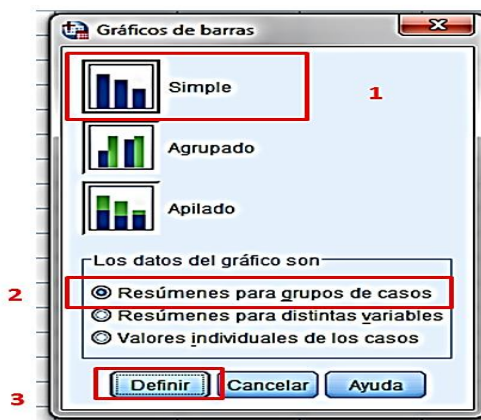 Gráficos de barras
Simple
1
Agrupado
Apilado
Los datos del gráfico son
2
Resúmenes para grupos de casos
Resúmenes para distintas variables
Valores individuales de los casos
3
Definir Cancelar Ayuda